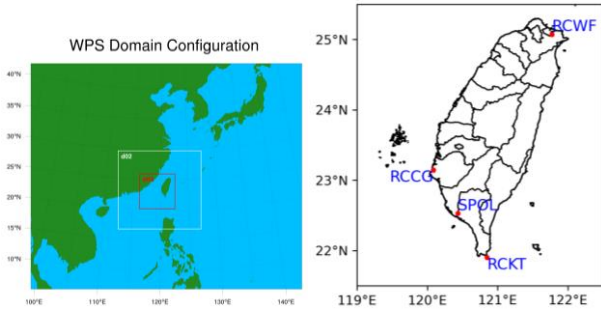 WPS Domain Configuration
40°N
35°N
30°N
25°N
20°N
15°N
10°N
100°E
110°E
120°E
130°E
140°E
d02
25°N
24°N
23°N
22°N
119°E
120°E
121°E
122°E
RCWF
RCCG
SPOL
RCKT